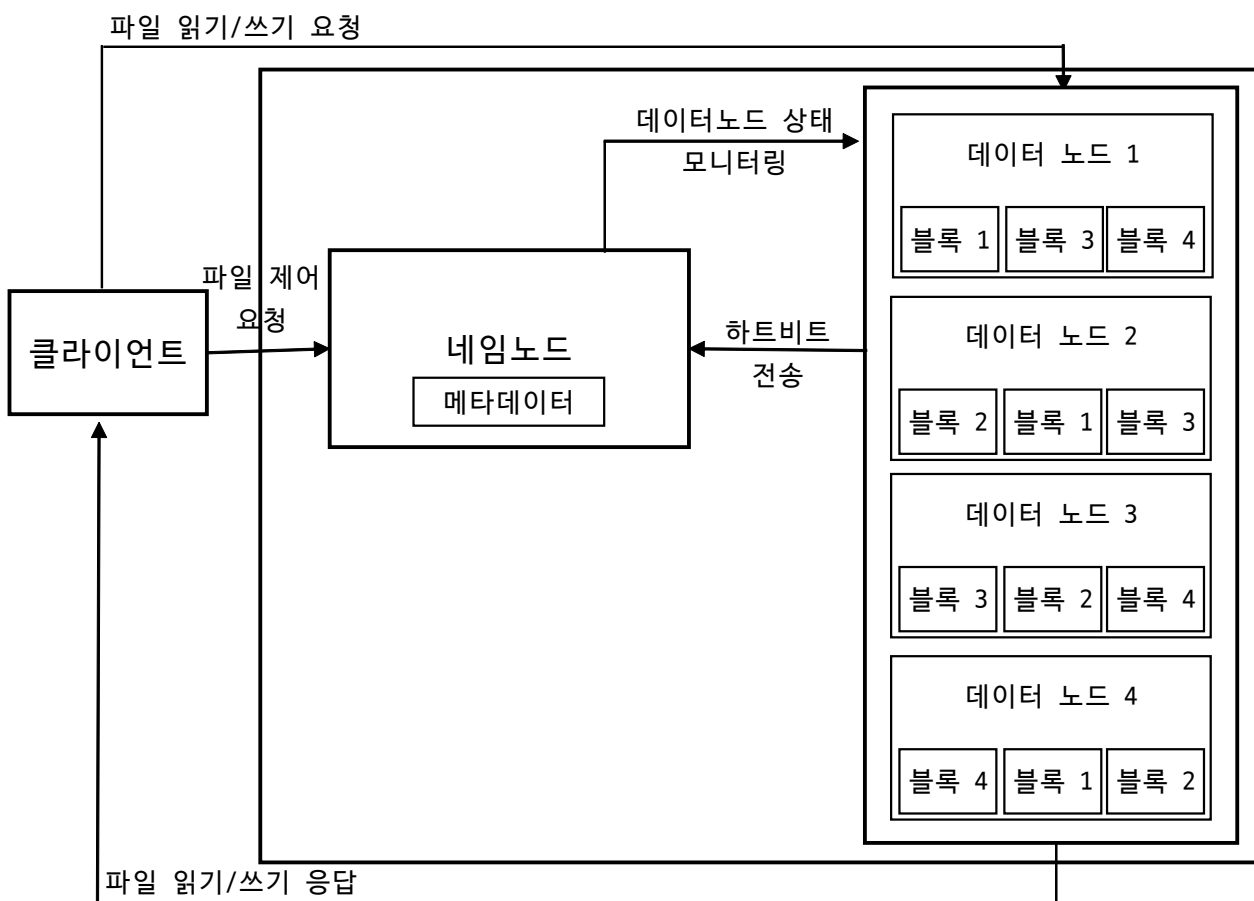 파일 읽기/쓰기 요청
데이터노드 상태
모니터링
데이터 노드 1
블록 1
블록 3
블록 4
파일 제어
요청
클라이언트
네임노드
메타데이터
하트비트
전송
데이터 노드 2
블록 2
블록 1
블록 3
데이터 노드 3
블록 3
블록 2
블록 4
데이터 노드 4
블록 4
블록 1
블록 2
파일 읽기/쓰기 응답